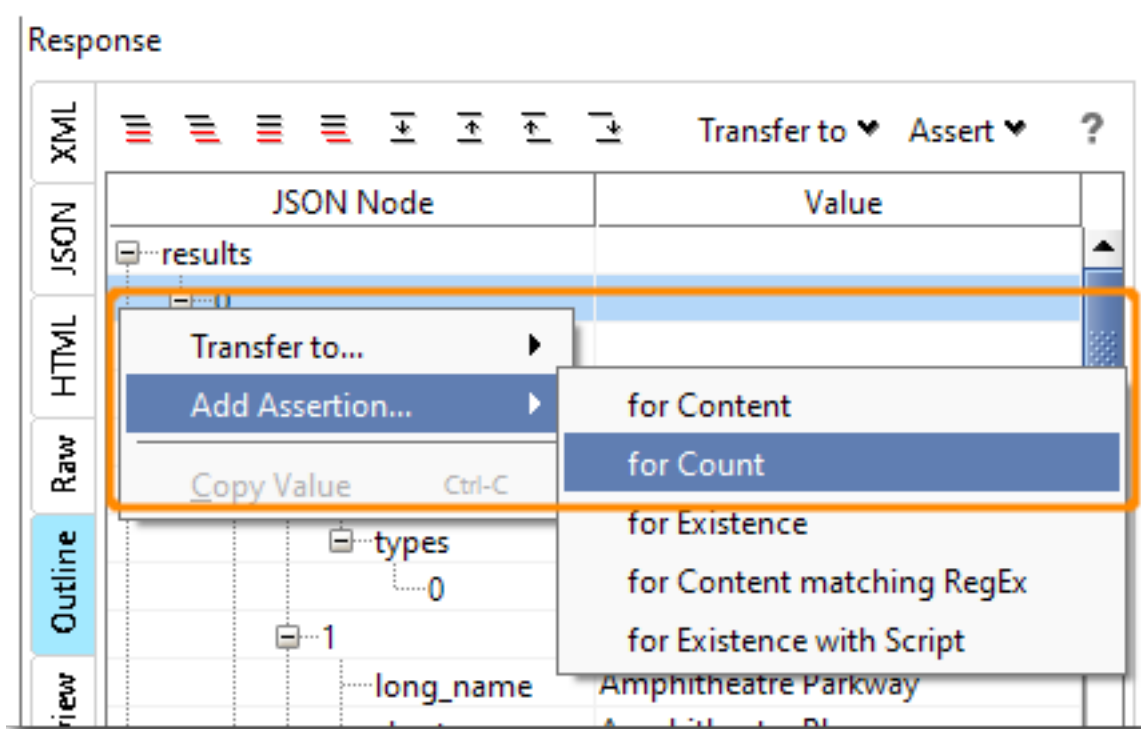 Response
XML
JSON
HTML
Raw
Outline
Transfer to
Assert
?
JSON Node
Value
results
0
Transfer to...
Add Assertion...
Copy Value Ctrl-C
for Content
for Count
for Existence
for Content matching RegEx
for Existence with Script
types
0
1
long_name Amphitheatre Parkway